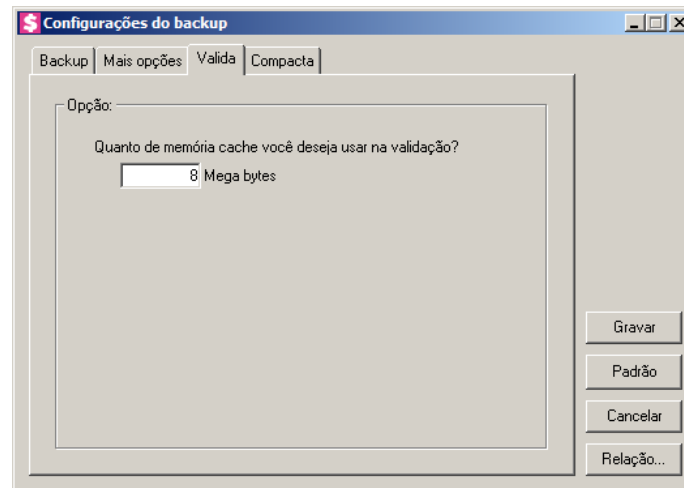 $ Configurações do backup
Backup Mais opções Valida Compacta
Opção:
Quanto de memória cache você deseja usar na validação?
8 Mega bytes
Gravar
Padrão
Cancelar
Relação...